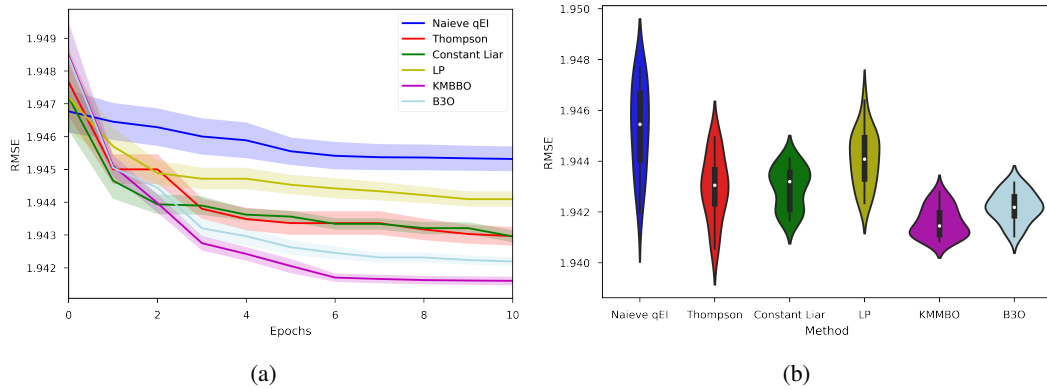 1.949
1.948
1.947
1.946
1.945
1.944
1.943
1.942
RMSE
0
2
4
6
8
10
Epochs
Naieve qEI
Thompson
Constant Liar
LP
KMBBO
B3O
(a)
1.950
1.948
1.946
1.944
1.942
1.940
RMSE
Naieve qEI
Thompson
Constant Liar
LP
KMMBO
B3O
Method
(b)